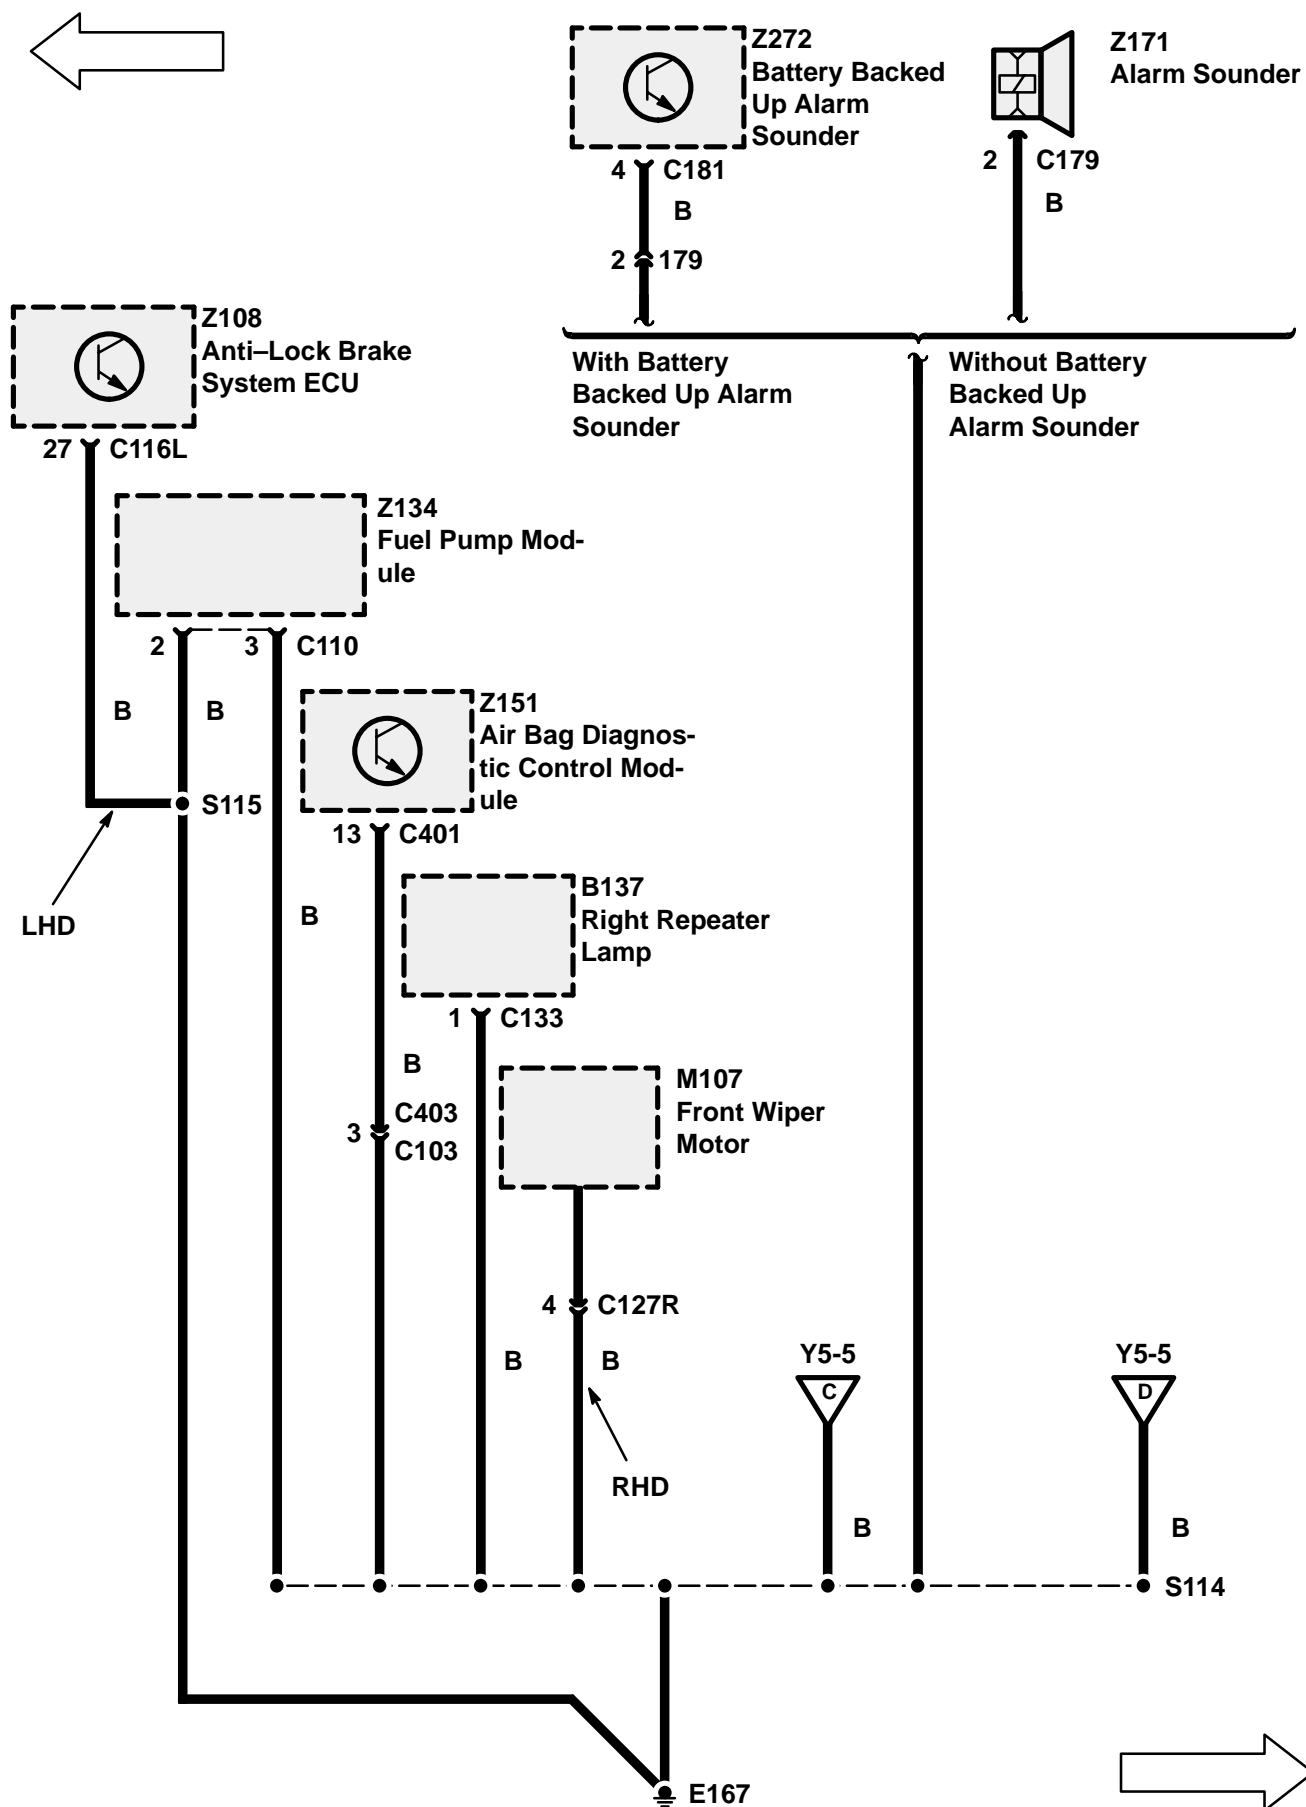 Z272
Battery Backed
Up Alarm
Sounder
Z171
Alarm Sounder
4 C181
B
2 179
2 C179
B
Z108
Anti–Lock Brake
System ECU
27 C116L
With Battery
Backed Up Alarm
Sounder
Without Battery
Backed Up
Alarm Sounder
Z134
Fuel Pump Mod-
ule
2 3 C110
B B
Z151
Air Bag Diagnos-
tic Control Mod-
ule
S115
13 C401
LHD
B
B137
Right Repeater
Lamp
1 C133
B
M107
Front Wiper
Motor
C403
3
C103
4 C127R
B B
RHD
Y5-5
C
B
Y5-5
D
B
S114
E167